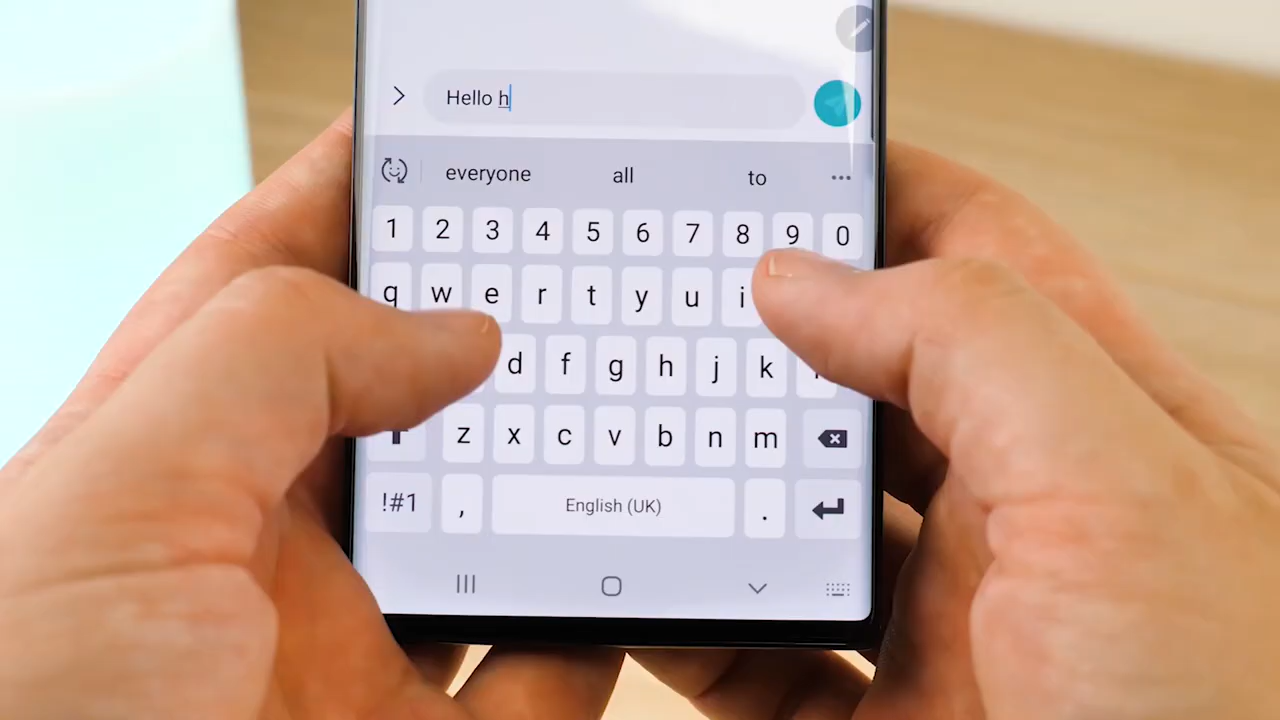 Hello h
everyone all to
1 2 3 4 5 6 7 8 9 0
q w e r t y u i
d f g h j k
z x c v b n m
!#1 , English (UK) .